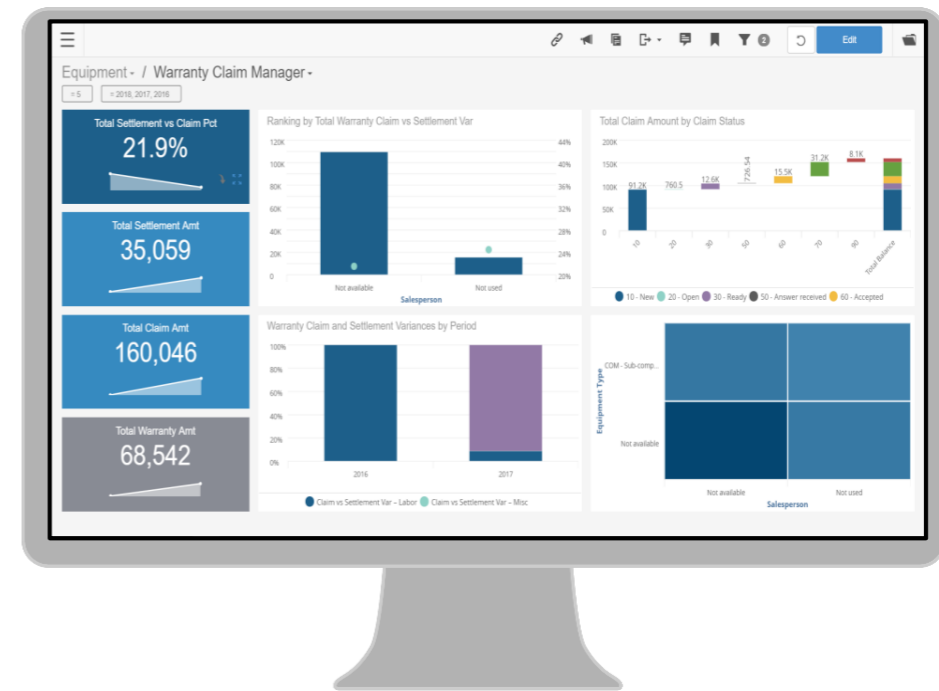 2
Edit
Equipment - / Warranty Claim Manager -
= 5
= 2018, 2017, 2016
Total Settlement vs Claim Pct
21.9%
Total Settlement Amt
35,059
Total Claim Amt
160,046
Total Warranty Amt
68,542
Ranking by Total Warranty Claim vs Settlement Var
120K
100K
80K
60K
40K
20K
0
44%
40%
36%
32%
28%
24%
20%
Not available
Not used
Salesperson
Total Claim Amount by Claim Status
200K
150K
100K
50K
0
91.2K
760.5
12.6K
726.54
15.5K
31.2K
8.1K
10
20
30
50
60
70
90
Total Balance
10 - New
20 - Open
30 - Ready
50 - Answer received
60 - Accepted
Warranty Claim and Settlement Variances by Period
100%
80%
60%
40%
20%
0%
2016
2017
Claim vs Settlement Var – Labor
Claim vs Settlement Var – Misc
Equipment Type
COM - Sub-comp...
Not available
Not available
Not used
Salesperson